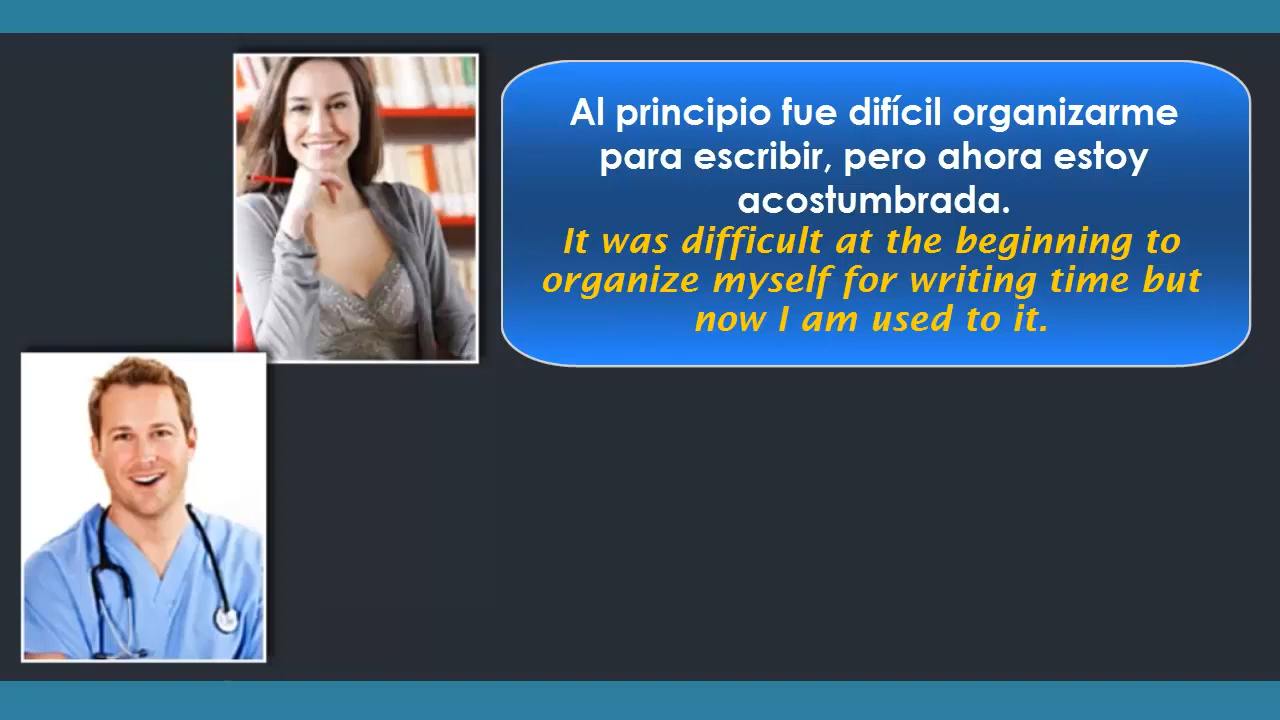 Al principio fue difícil organizarme
para escribir, pero ahora estoy
acostumbrada.
It was difficult at the beginning to
organize myself for writing time but
now I am used to it.